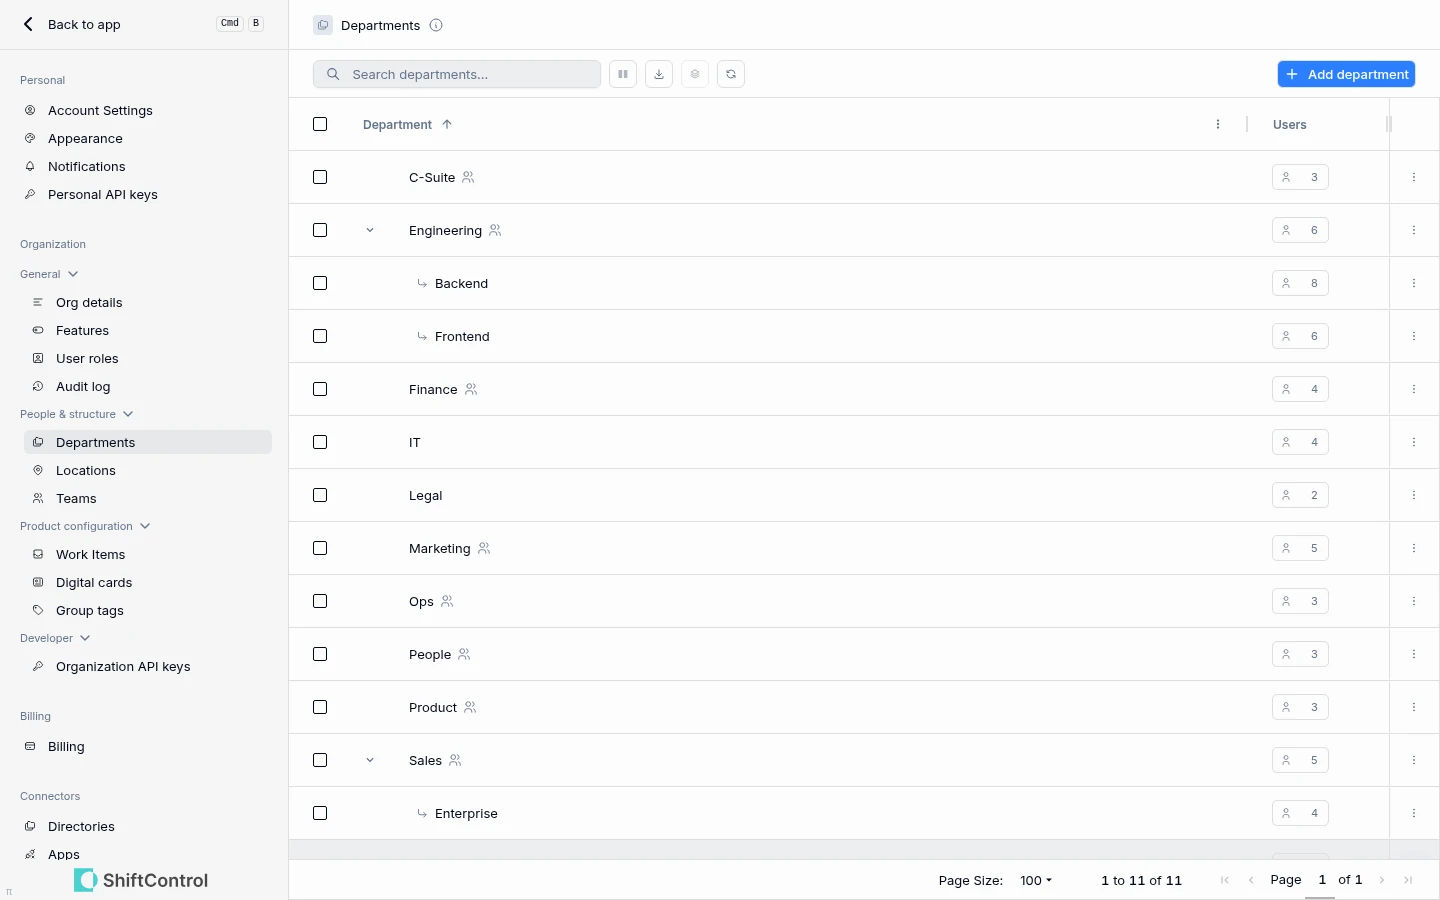 Back to app
Cmd B
Personal
Account Settings
Appearance
Notifications
Personal API keys
Organization
General
Org details
Features
User roles
Audit log
People & structure
Departments
Locations
Teams
Product configuration
Work Items
Digital cards
Group tags
Developer
Organization API keys
Billing
Billing
Connectors
Directories
Apps
ShiftControl
π
Departments
Search departments...
Add department
Department Users
C-Suite 3
Engineering 6
Backend 8
Frontend 6
Finance 4
IT 4
Legal 2
Marketing 5
Ops 3
People 3
Product 3
Sales 5
Enterprise 4
Page Size: 100 1 to 11 of 11 Page 1 of 1